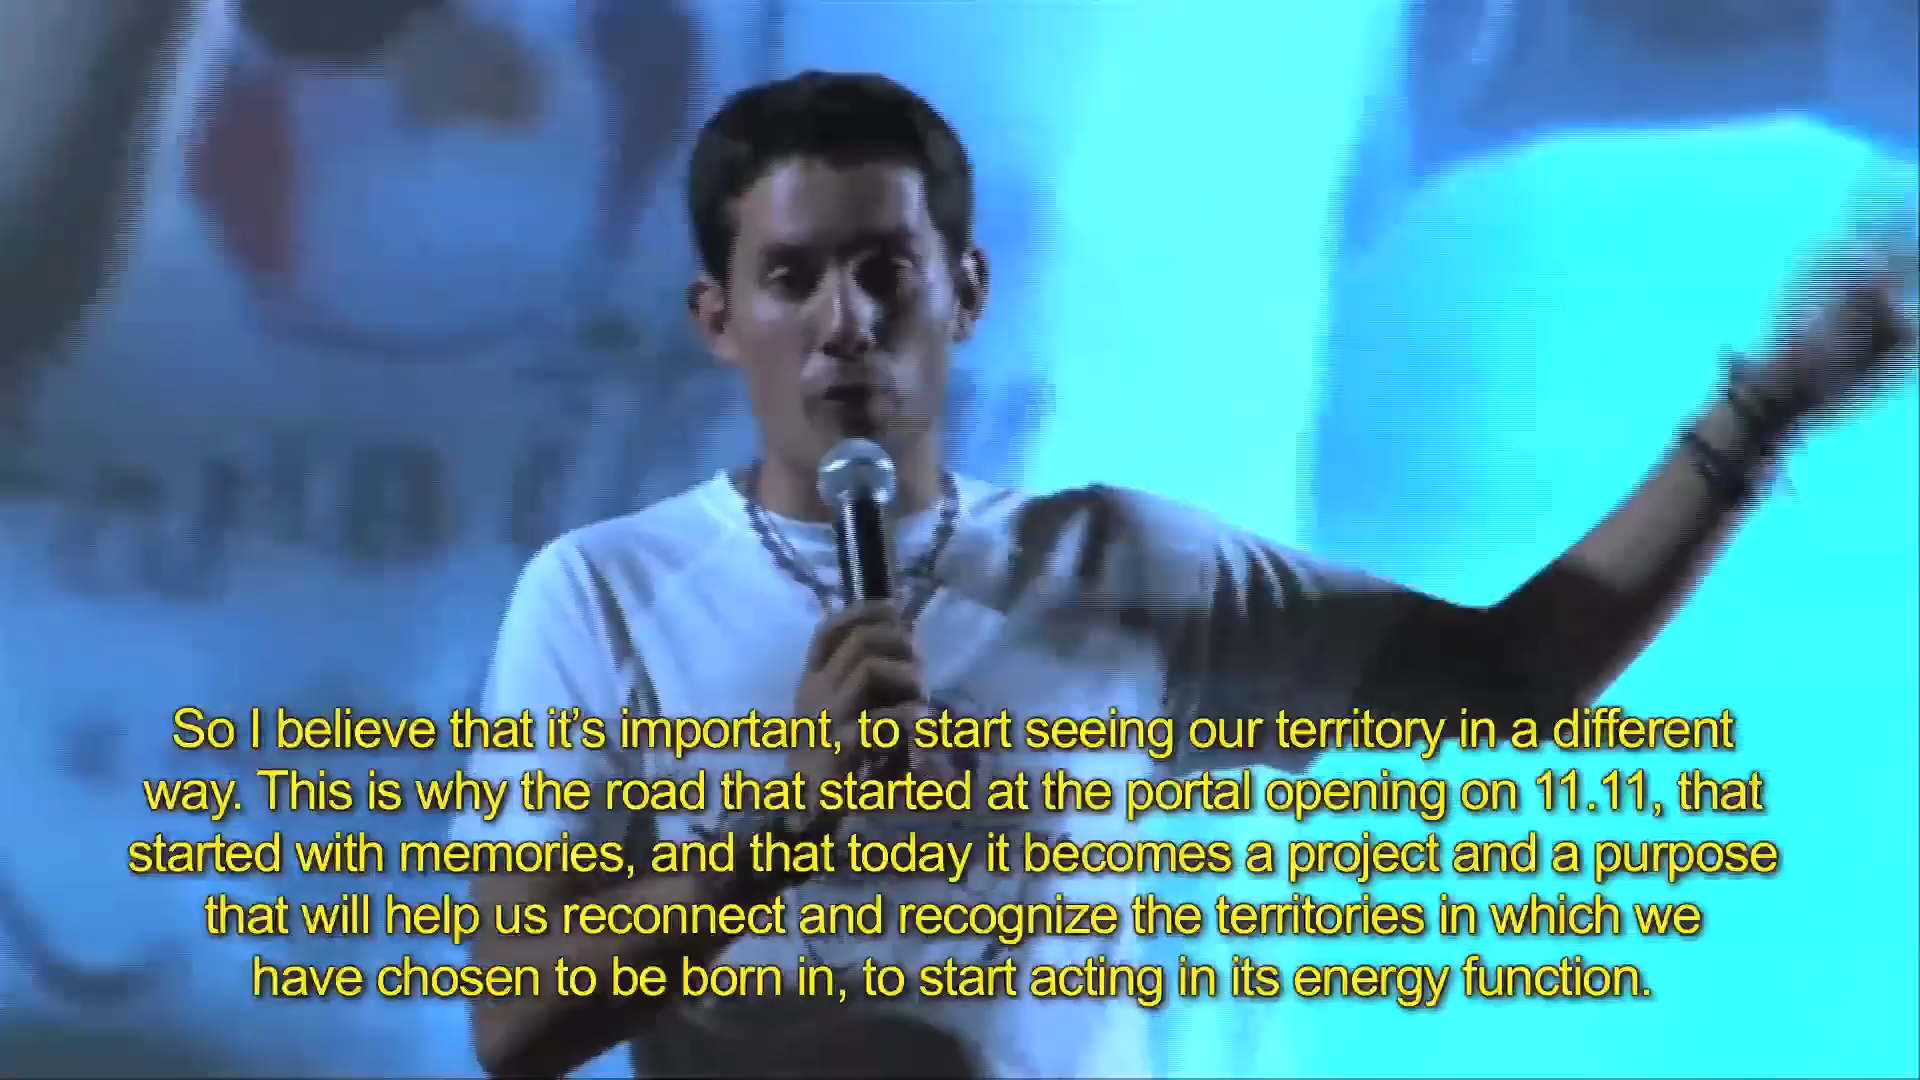 So I believe that it’s important, to start seeing our territory in a different
way. This is why the road that started at the portal opening on 11.11, that
started with memories, and that today it becomes a project and a purpose
that will help us reconnect and recognize the territories in which we
have chosen to be born in, to start acting in its energy function.